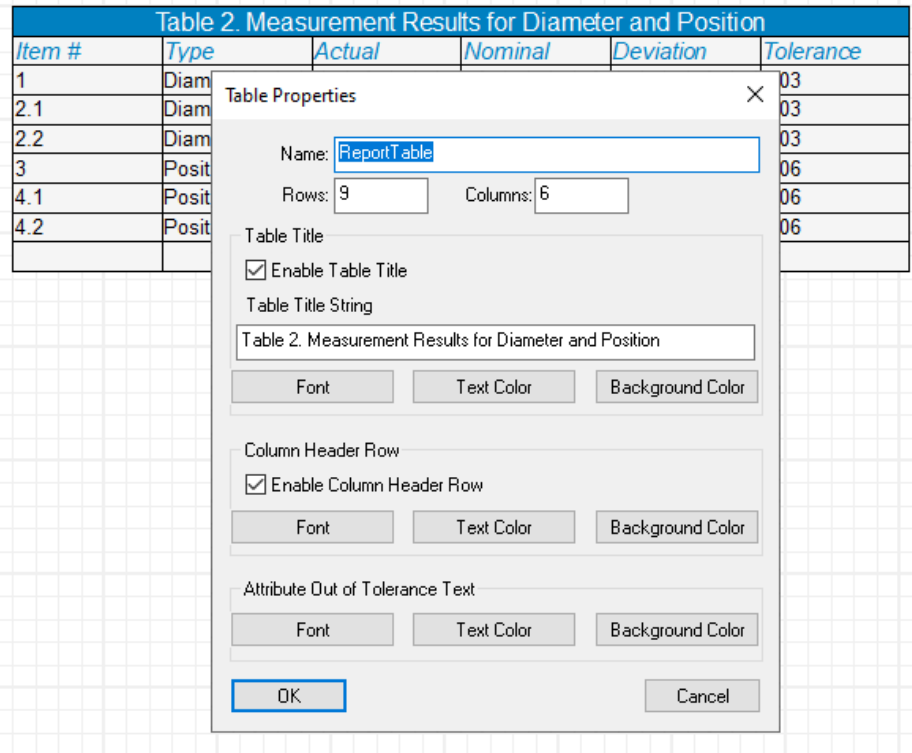 Table 2. Measurement Results for Diameter and Position
Item # Type Actual Nominal Deviation Tolerance
1 Diam 03
2.1 Diam 03
2.2 Diam 03
3 Posit 06
4.1 Posit 06
4.2 Posit 06
Table Properties
Name: ReportTable
Rows: 9 Columns: 6
Table Title
Enable Table Title
Table Title String
Table 2. Measurement Results for Diameter and Position
Font Text Color Background Color
Column Header Row
Enable Column Header Row
Font Text Color Background Color
Attribute Out of Tolerance Text
Font Text Color Background Color
OK Cancel